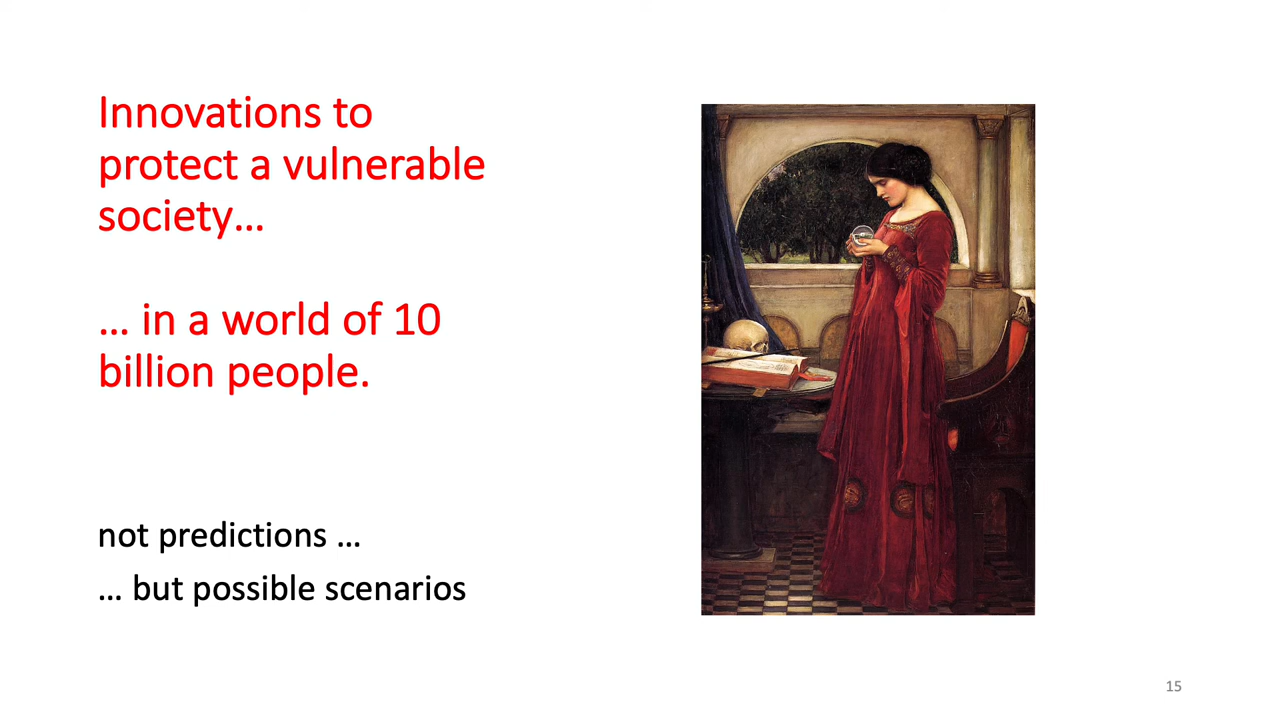 Innovations to
protect a vulnerable
society…
… in a world of 10
billion people.
not predictions …
… but possible scenarios
15